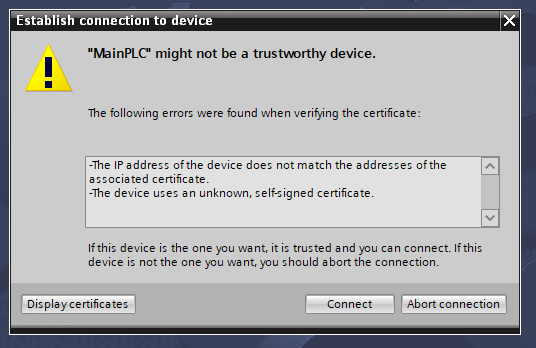 Establish connection to device
"MainPLC" might not be a trustworthy device.
The following errors were found when verifying the certificate:
-The IP address of the device does not match the addresses of the
associated certificate.
-The device uses an unknown, self-signed certificate.
If this device is the one you want, it is trusted and you can connect. If this
device is not the one you want, you should abort the connection.
Display certificates
Connect
Abort connection